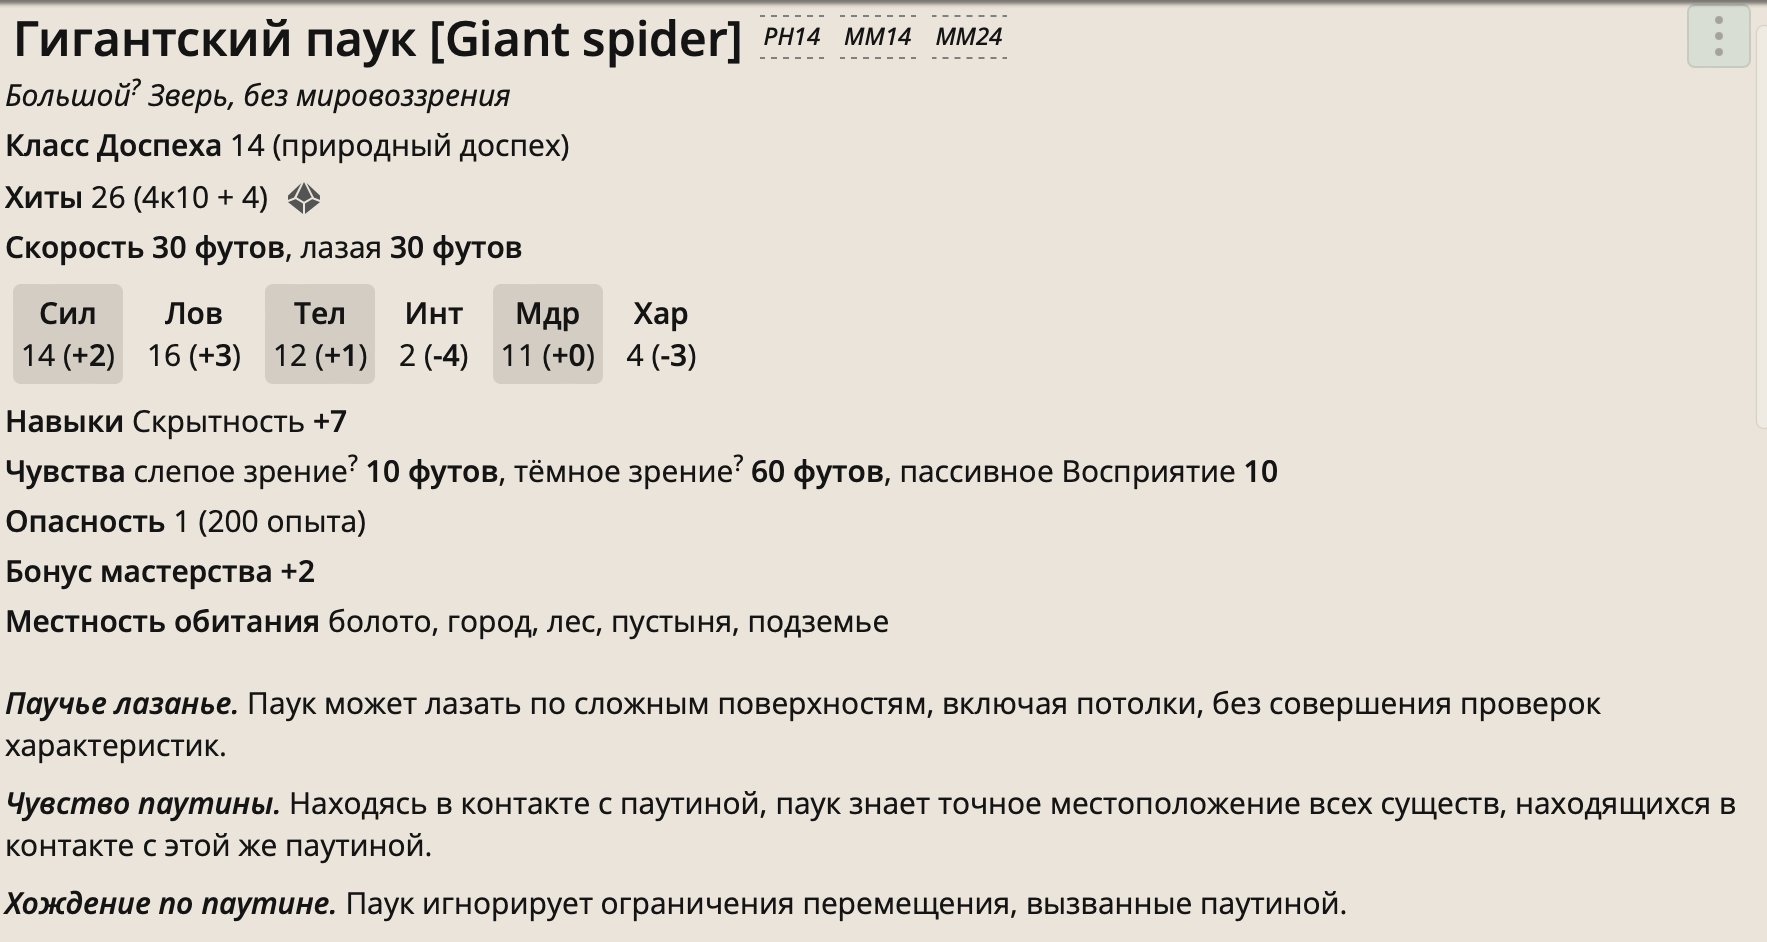 Гигантский паук [Giant spider] PH14 MM14 MM24
Большой? Зверь, без мировоззрения
Класс Доспеха 14 (природный доспех)
Хиты 26 (4к10 + 4)
Скорость 30 футов, лазая 30 футов
Сил Лов Тел Инт Мдр Хар
14 (+2) 16 (+3) 12 (+1) 2 (-4) 11 (+0) 4 (-3)
Навыки Скрытность +7
Чувства слепое зрение? 10 футов, тёмное зрение? 60 футов, пассивное Восприятие 10
Опасность 1 (200 опыта)
Бонус мастерства +2
Местность обитания болото, город, лес, пустыня, подземье
Паучье лазанье. Паук может лазать по сложным поверхностям, включая потолки, без совершения проверок
характеристик.
Чувство паутины. Находясь в контакте с паутиной, паук знает точное местоположение всех существ, находящихся в
контакте с этой же паутиной.
Хождение по паутине. Паук игнорирует ограничения перемещения, вызванные паутиной.